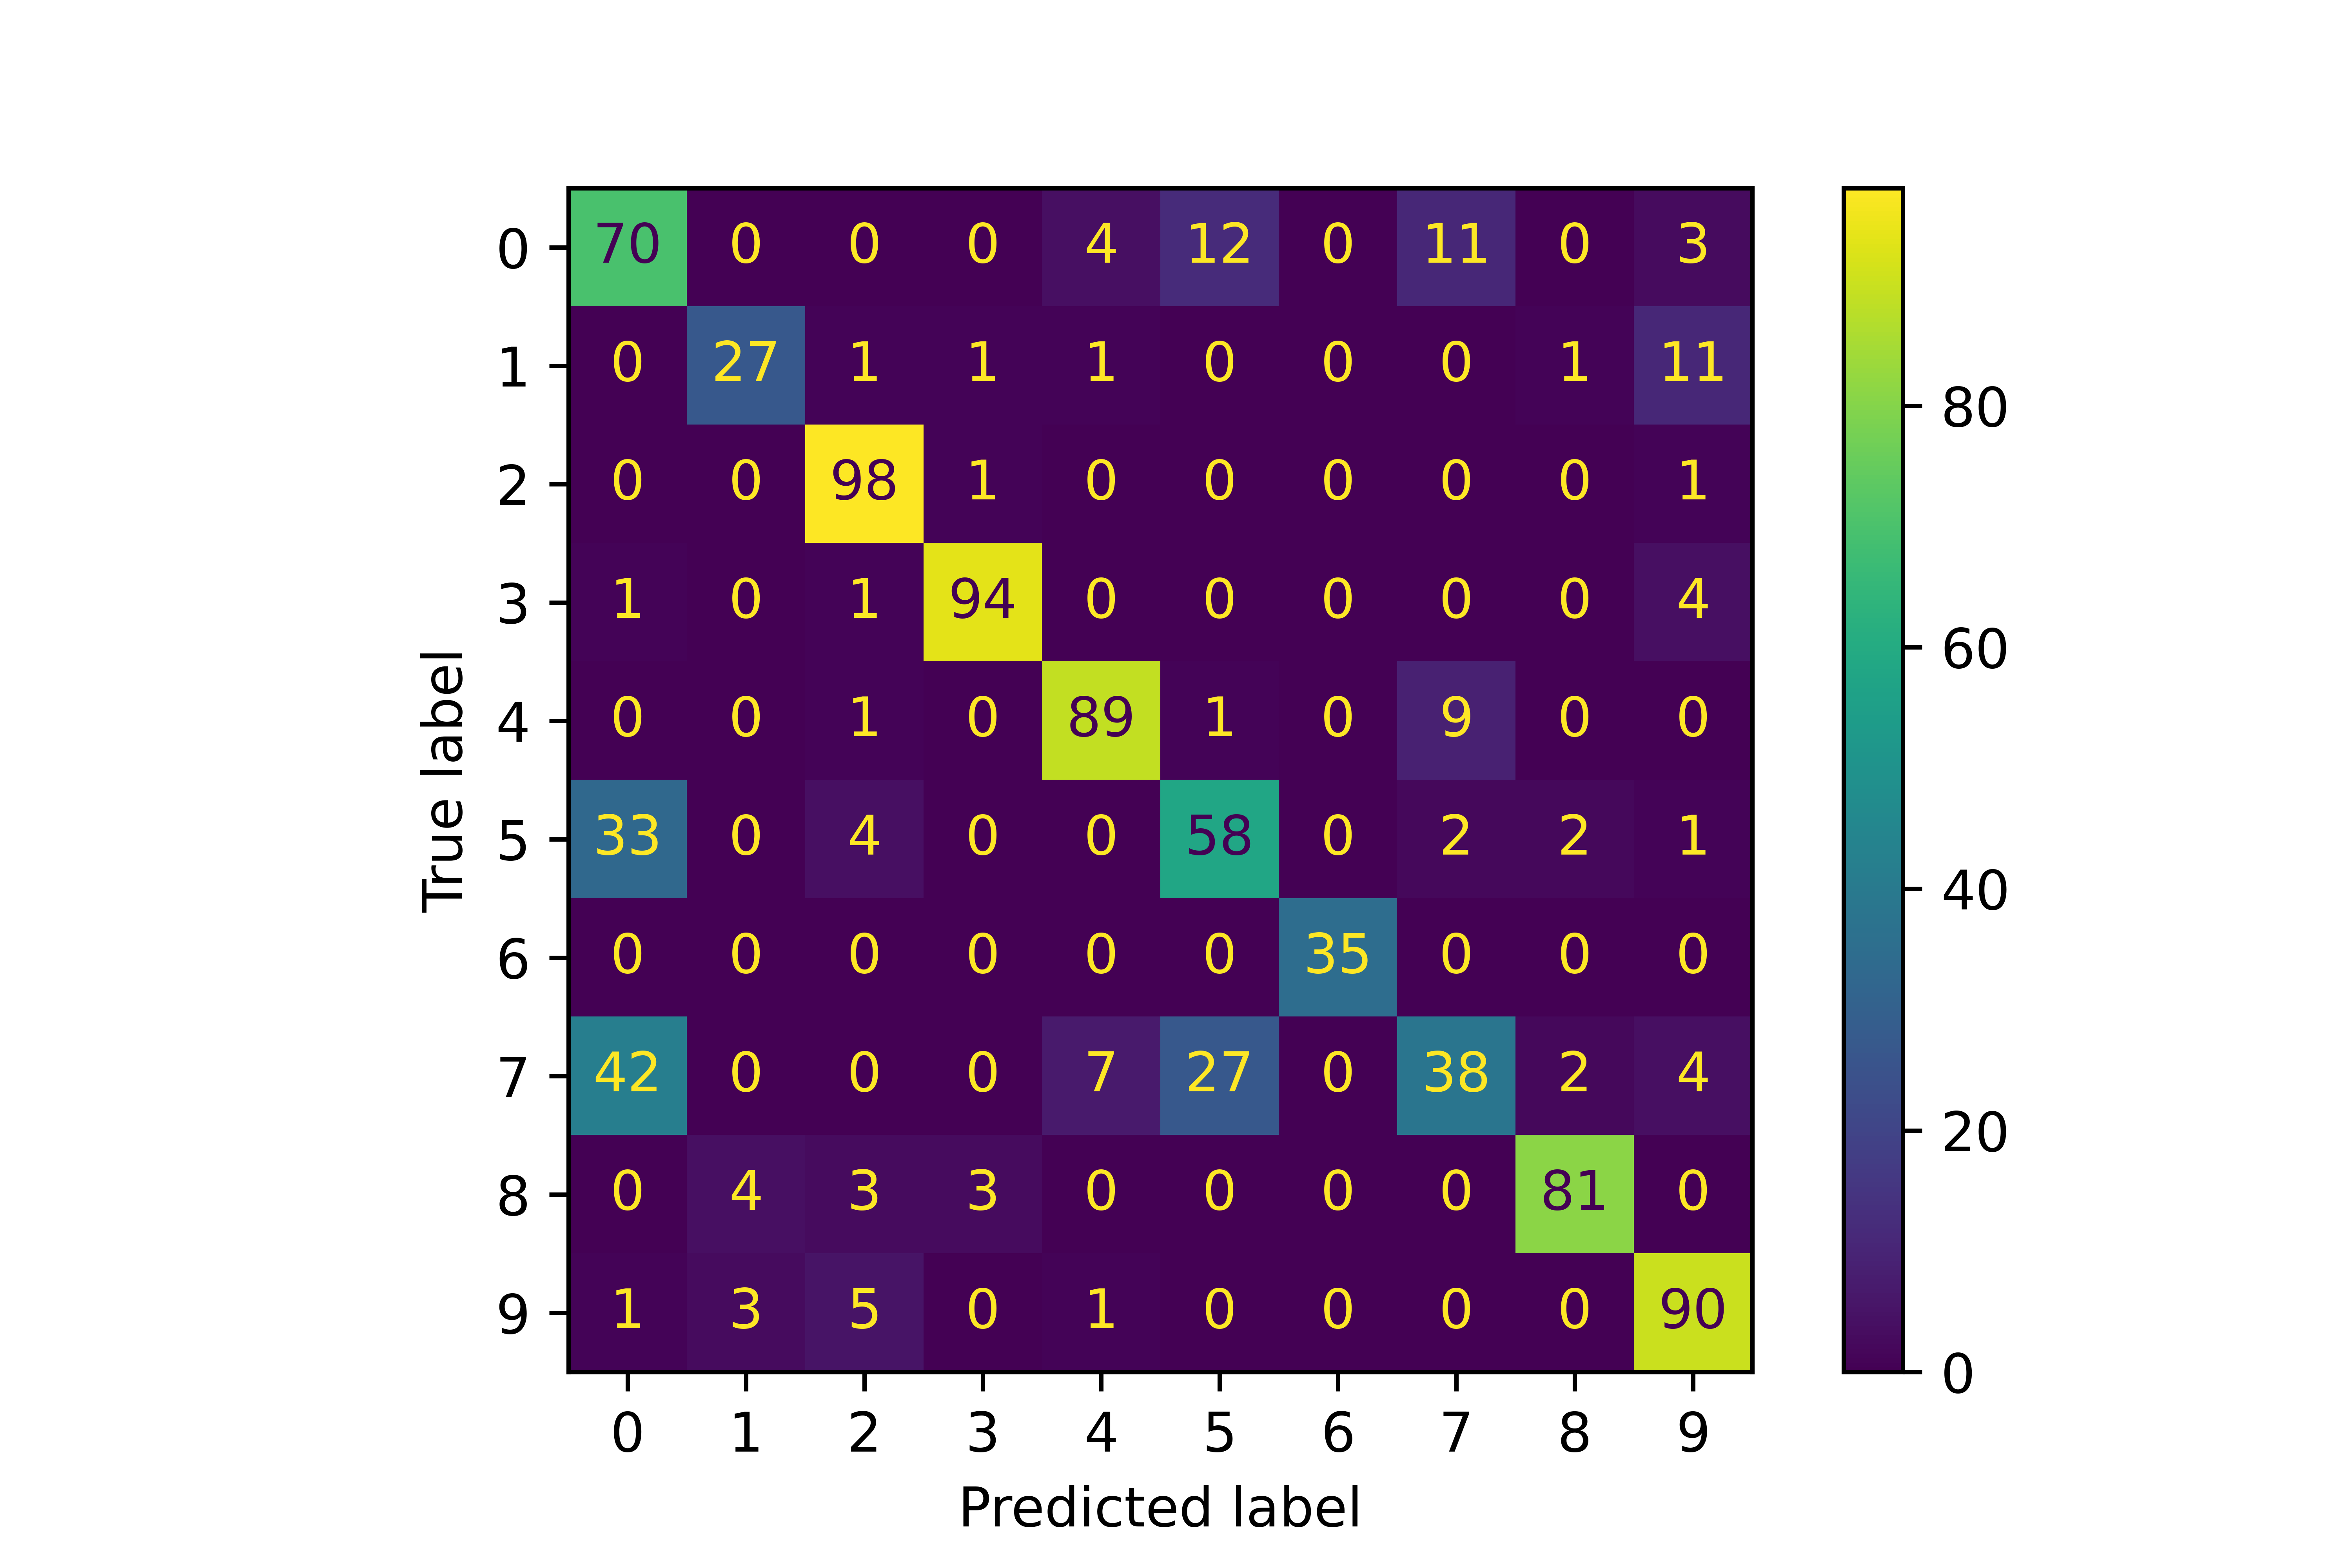 0 70 0 0 0 4 12 0 11 0 3
1 0 27 1 1 1 0 0 0 1 11
2 0 0 98 1 0 0 0 0 0 1
3 1 0 1 94 0 0 0 0 0 4
4 0 0 1 0 89 1 0 9 0 0
5 33 0 4 0 0 58 0 2 2 1
6 0 0 0 0 0 0 35 0 0 0
7 42 0 0 0 7 27 0 38 2 4
8 0 4 3 3 0 0 0 0 81 0
9 1 3 5 0 1 0 0 0 0 90
0 1 2 3 4 5 6 7 8 9
Predicted label
True label
80
60
40
20
0